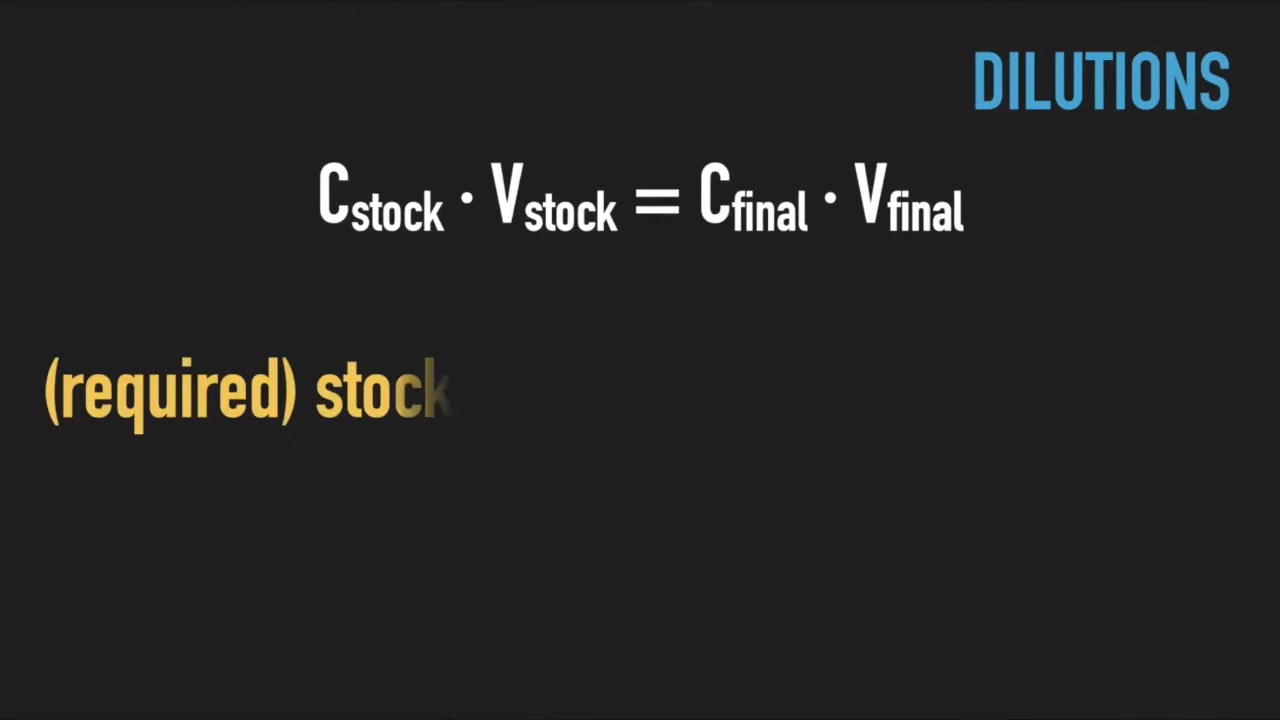 DILUTIONS
Cstock · Vstock = Cfinal · Vfinal
(required) stock